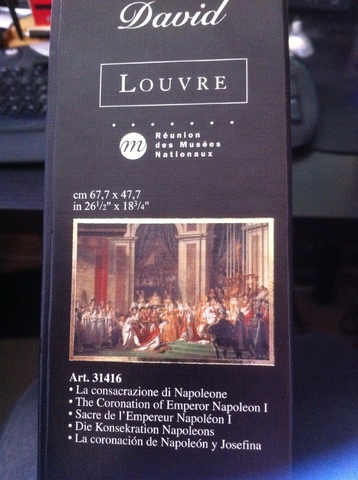 David
LOUVRE
m
Réunion
des Musées
Nationaux
cm 67,7 x 47,7
in 26¹/₂" x 18³/₄"
Art. 31416
• La consacrazione di Napoleone
• The Coronation of Emperor Napoleon I
• Sacre de l'Empereur Napoléon I
• Die Konsekration Napoleons
• La coronación de Napoleón y Josefina